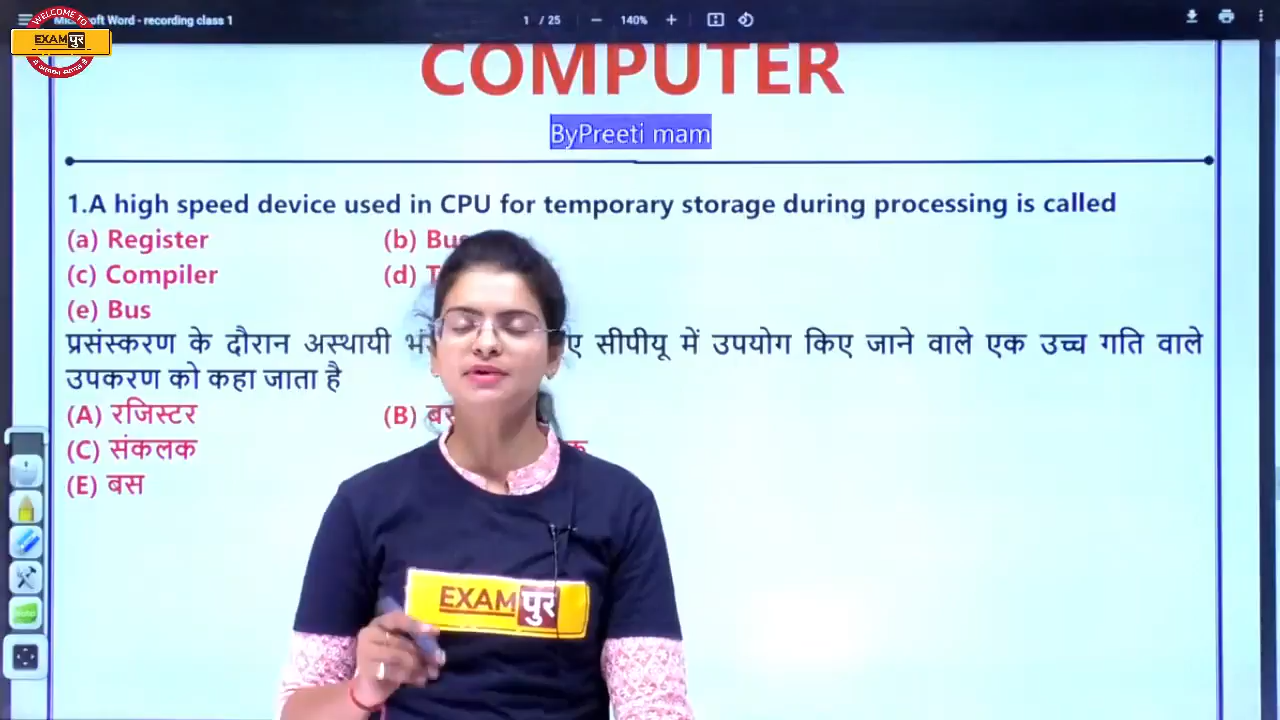 Microsoft Word - recording class 1
1 / 25
140%
WELCOME TO
EXAMपुर
COMPUTER
ByPreeti mam
1.A high speed device used in CPU for temporary storage during processing is called
(a) Register (b)
(c) Compiler (d)
(e) Bus
प्रसंस्करण के दौरान अस्थायी सीपीयू में उपयोग किए जाने वाले एक उच्च गति वाले
उपकरण को कहा जाता है
(A) रजिस्टर (B)
(C) संकलक
(E) बस
EXAMपुर